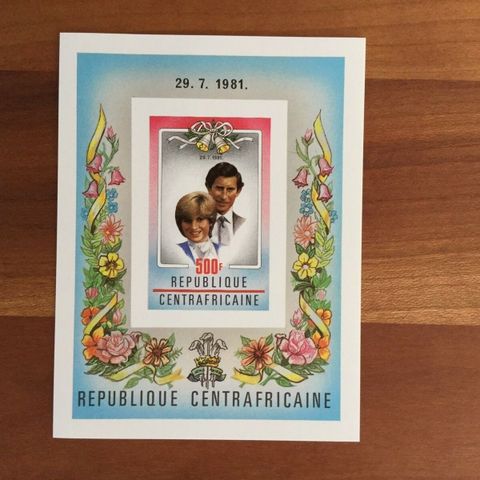 29. 7. 1981.
29.7.1981.
500F
REPUBLIQUE
CENTRAFRICAINE
REPUBLIQUE CENTRAFRICAINE